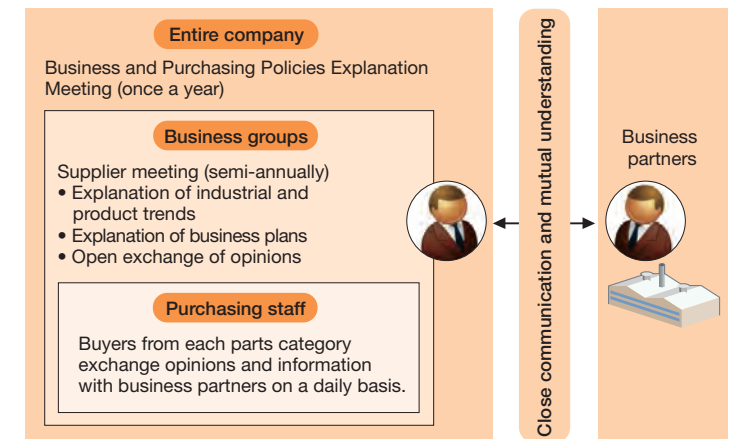 Entire company
Business and Purchasing Policies Explanation
Meeting (once a year)
Business groups
Supplier meeting (semi-annually)
• Explanation of industrial and
product trends
• Explanation of business plans
• Open exchange of opinions
Purchasing staff
Buyers from each parts category
exchange opinions and information
with business partners on a daily basis.
Close communication and mutual understanding
Business
partners